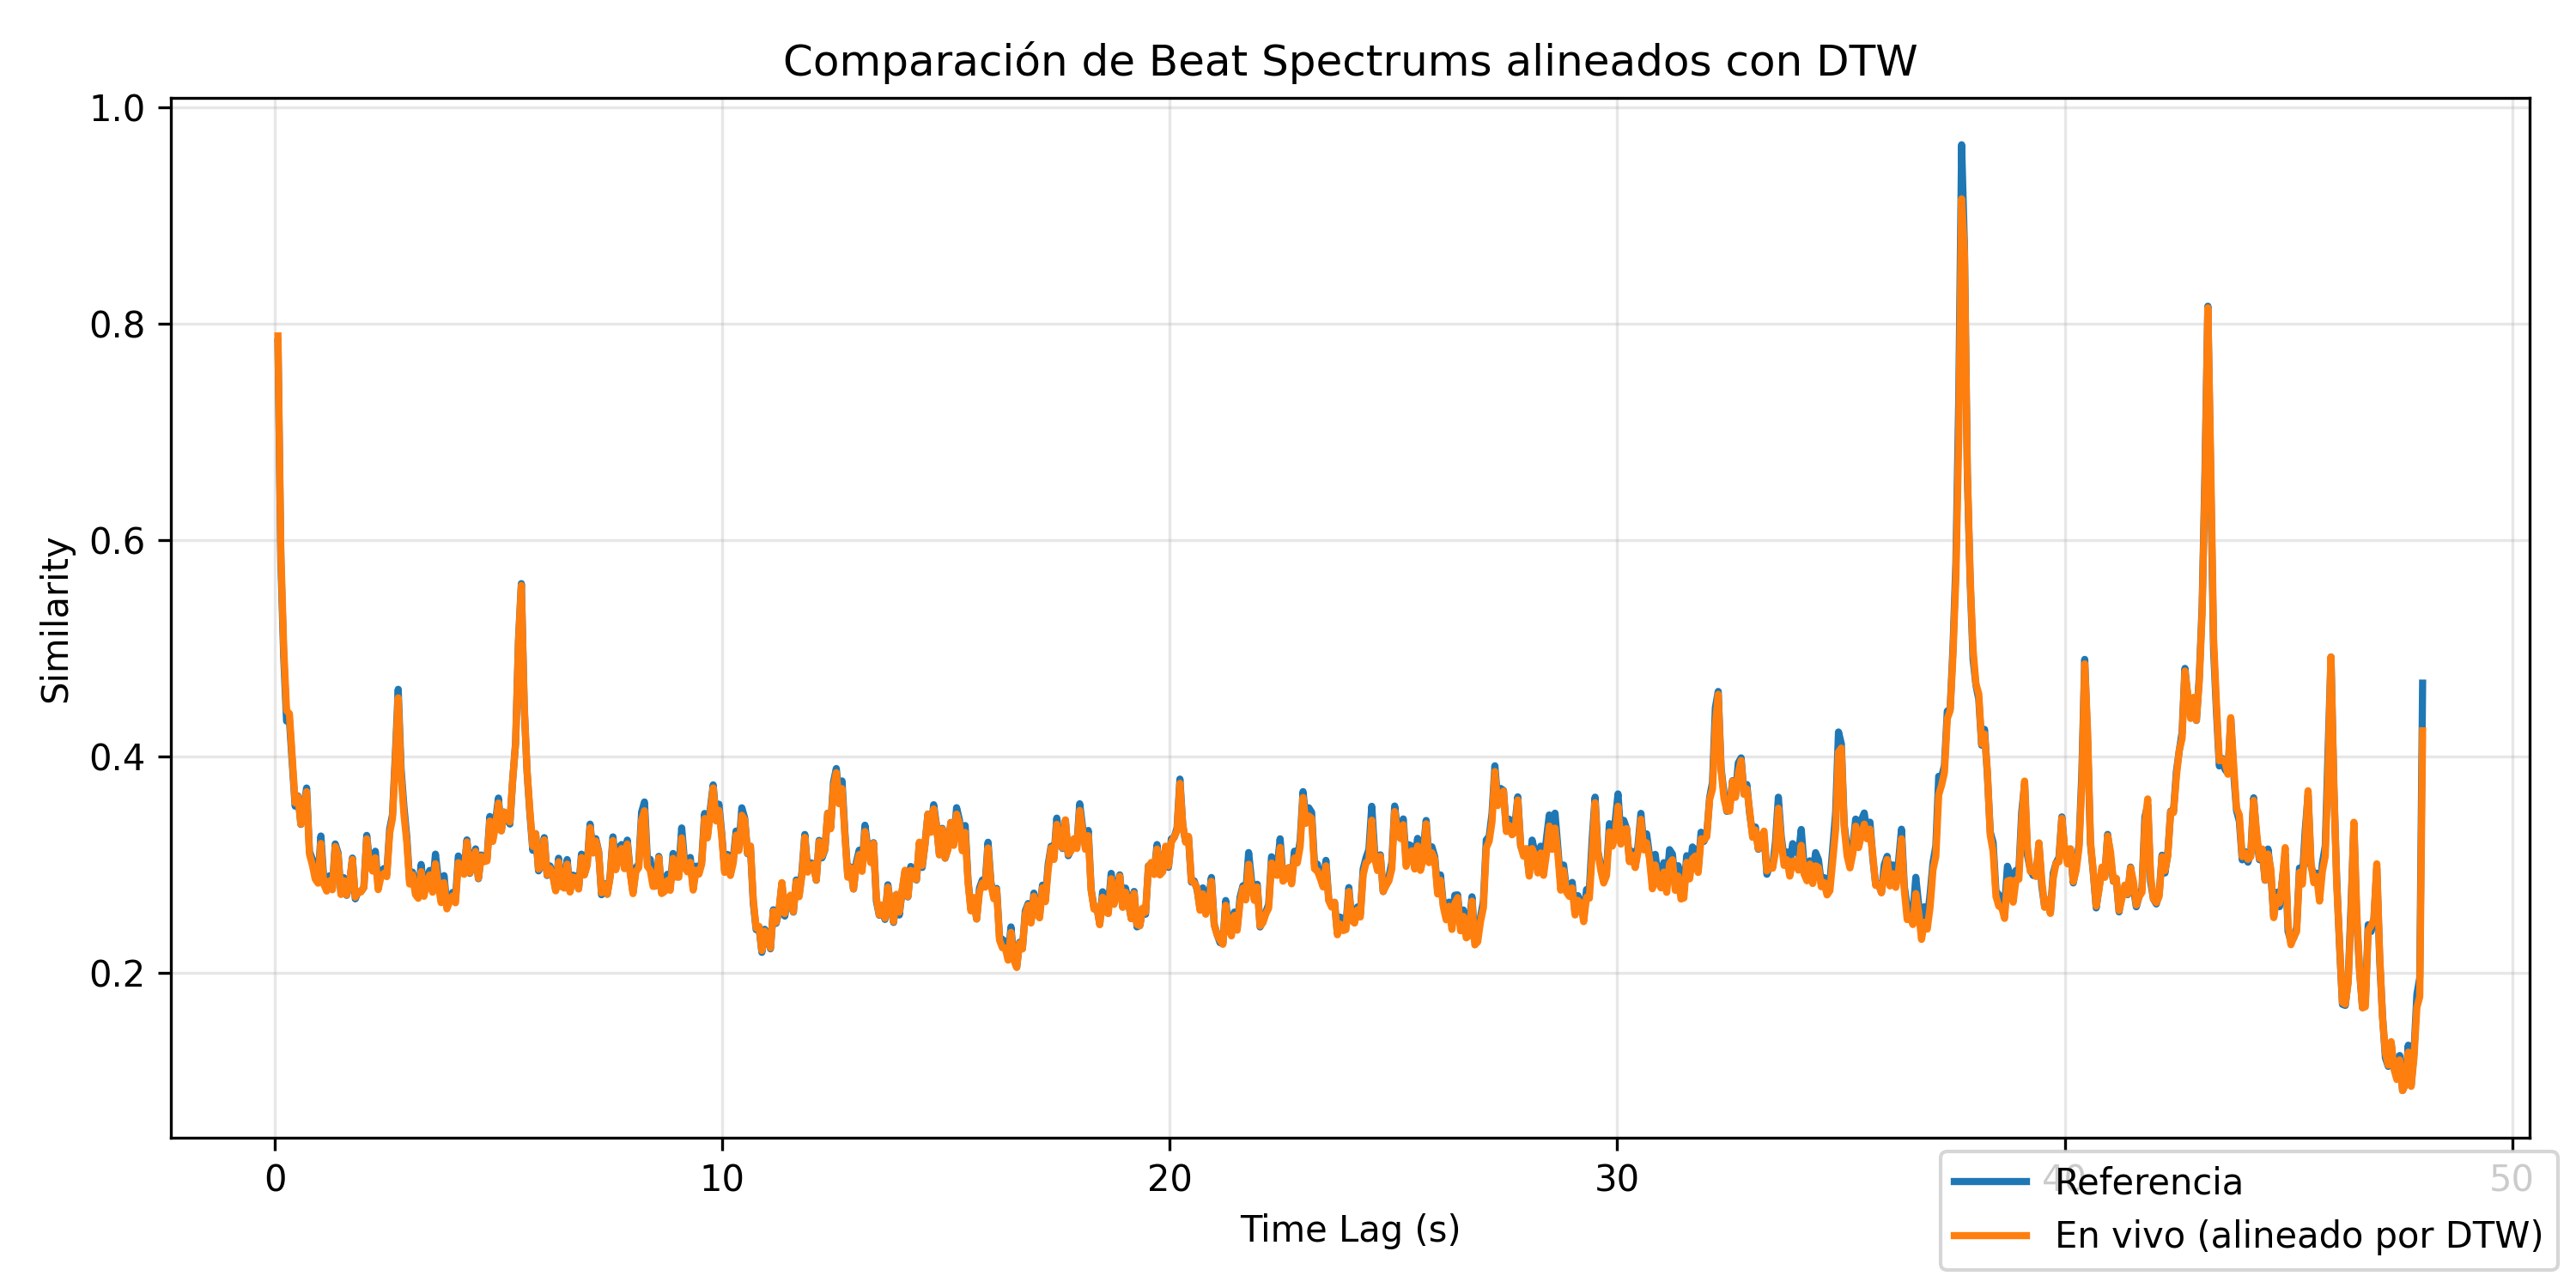 Comparación de Beat Spectrums alineados con DTW
1.0
0.8
0.6
0.4
0.2
Similarity
0 10 20 30 40 50
Time Lag (s)
Referencia
En vivo (alineado por DTW)